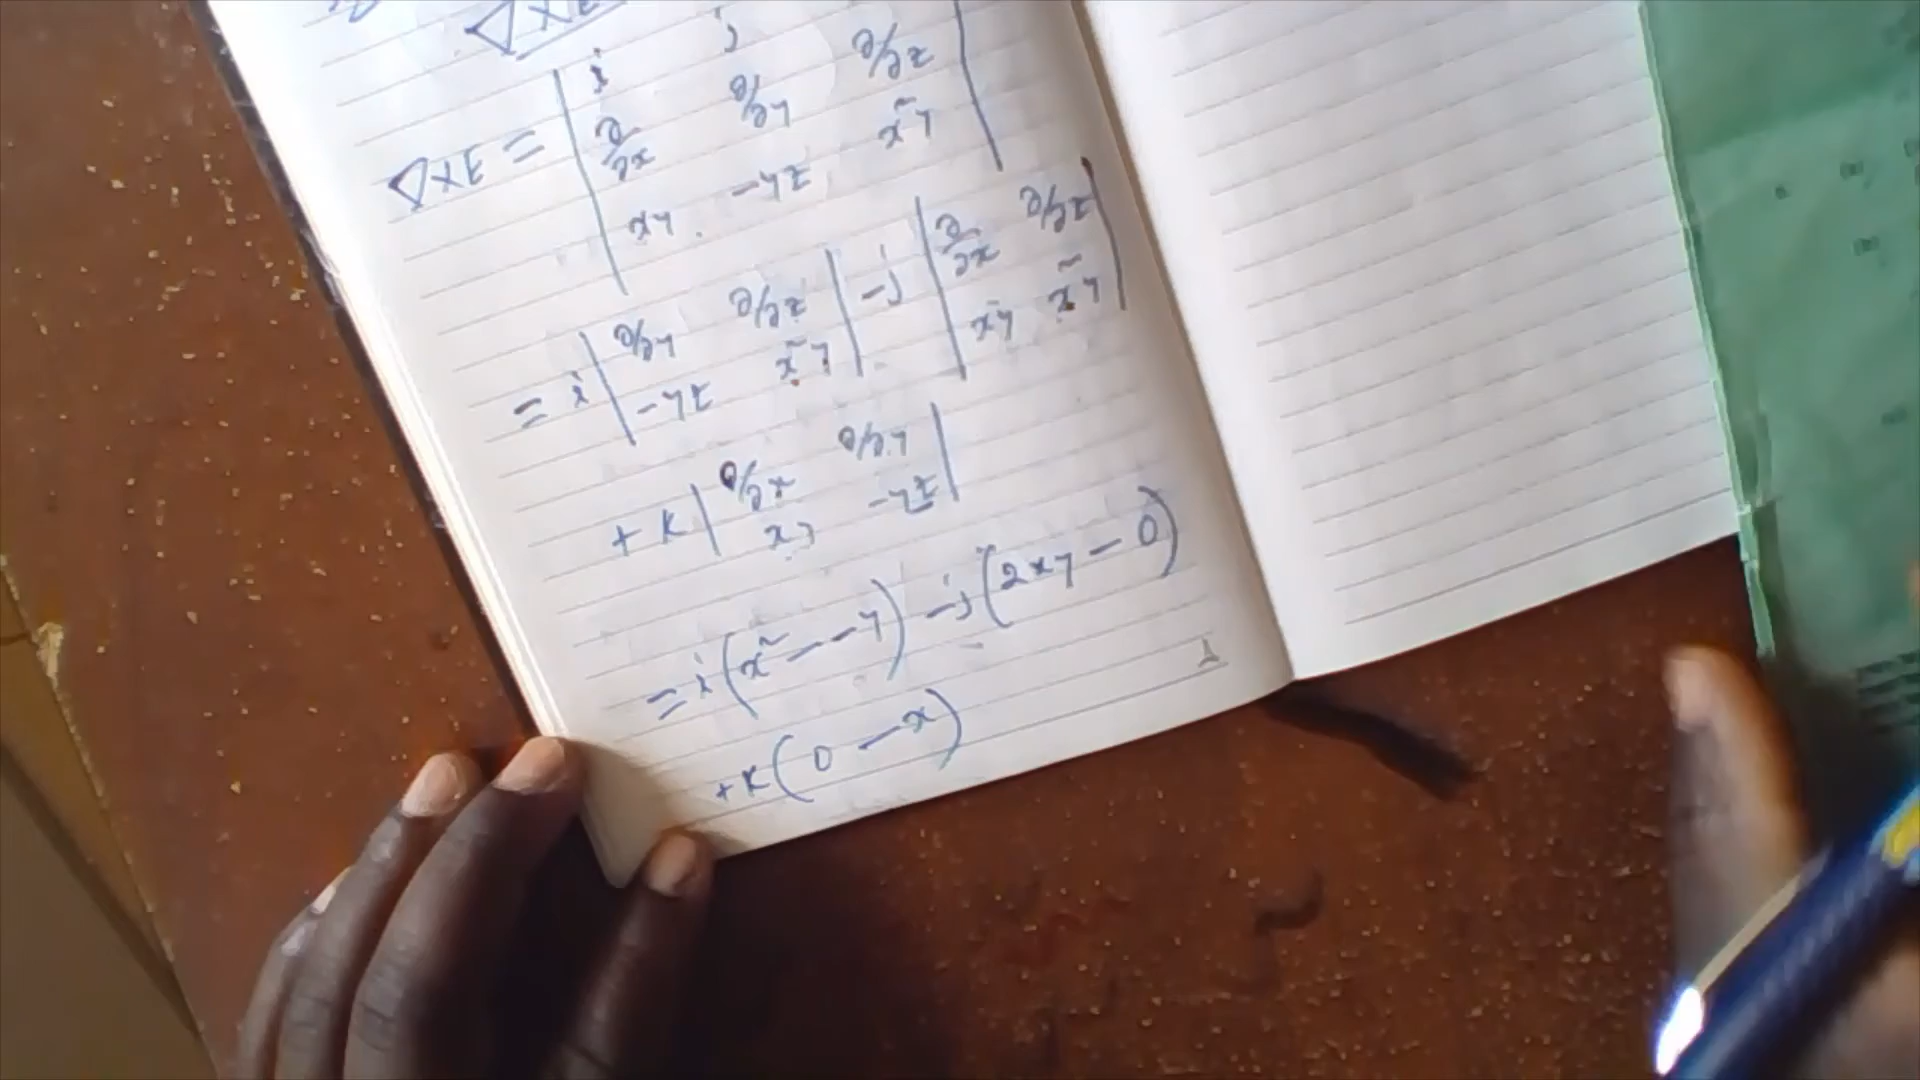 ∇×E
i j
∇×E = | ∂/∂x ∂/∂y ∂/∂z |
xy -yz x²y
= i | ∂/∂y ∂/∂z | -j | ∂/∂x ∂/∂z |
-yz x²y xy x²y
+ k | ∂/∂x ∂/∂y |
xy -yz
= i(x² - -y) -j(2xy - 0)
+k(0 - x)